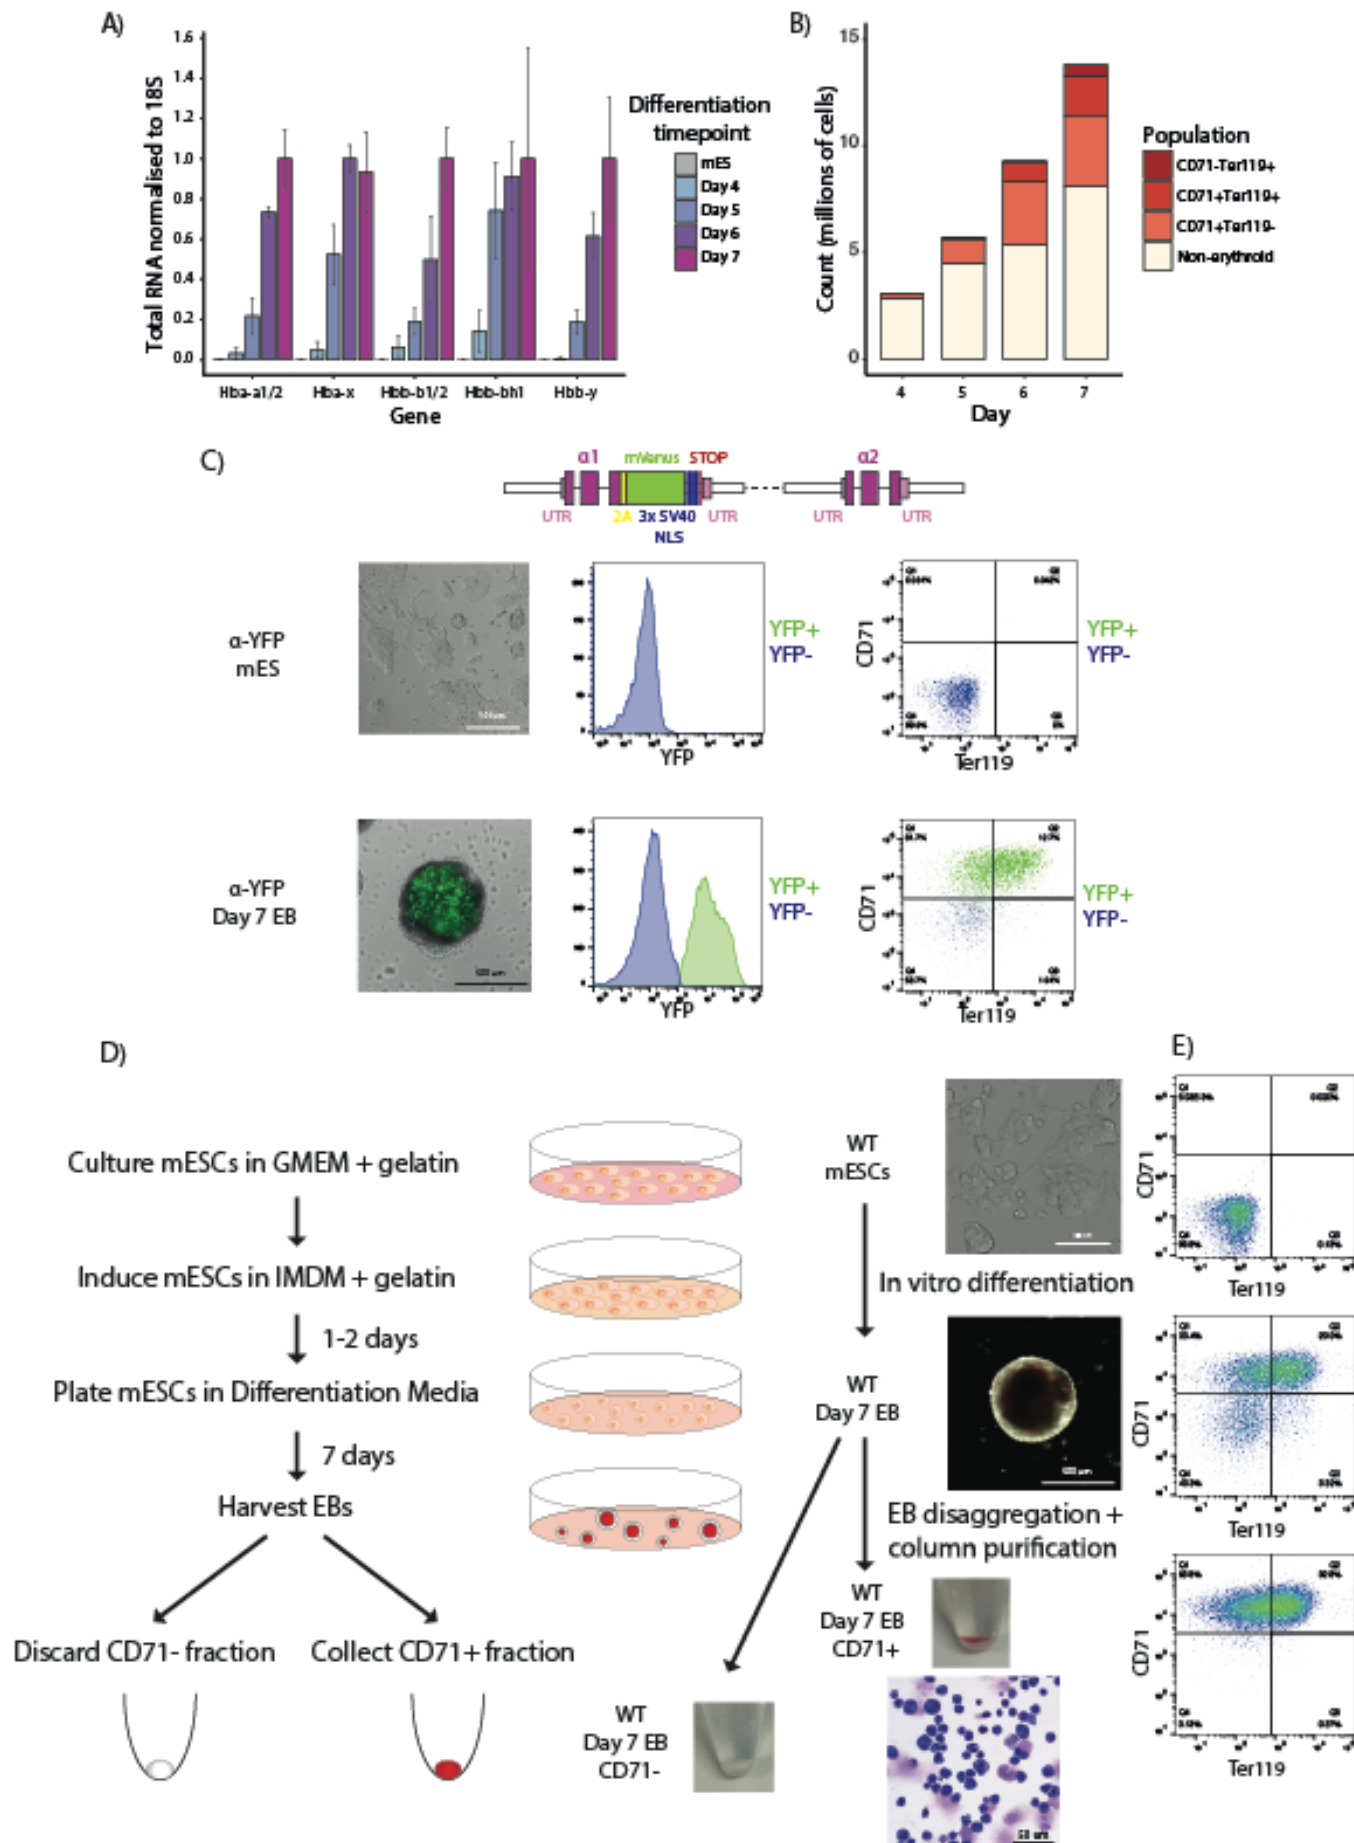 A)
1.6
1.4
1.2
1.0
0.8
0.6
0.4
0.2
0.0
Total RNA normalised to 18S
Hba-a1/2
Hba-x
Hbb-b1/2
Hbb-bh1
Hbb-y
Gene
Differentiation
timepoint
mES
Day 4
Day 5
Day 6
Day 7
B)
15
10
5
0
Count (millions of cells)
4
5
6
7
Day
Population
CD71-Ter119+
CD71+Ter119+
CD71+Ter119-
Non-erythroid
C)
α1
mVenus
STOP
α2
UTR
2A
3x SV40
NLS
UTR
UTR
UTR
α-YFP
mES
YFP
YFP+
YFP-
CD71
Ter119
YFP+
YFP-
α-YFP
Day 7 EB
YFP
YFP+
YFP-
CD71
Ter119
YFP+
YFP-
D)
Culture mESCs in GMEM + gelatin
Induce mESCs in IMDM + gelatin
1-2 days
Plate mESCs in Differentiation Media
7 days
Harvest EBs
Discard CD71- fraction
Collect CD71+ fraction
WT
mESCs
In vitro differentiation
WT
Day 7 EB
EB disaggregation +
column purification
WT
Day 7 EB
CD71+
WT
Day 7 EB
CD71-
50 um
E)
CD71
Ter119
CD71
Ter119
CD71
Ter119